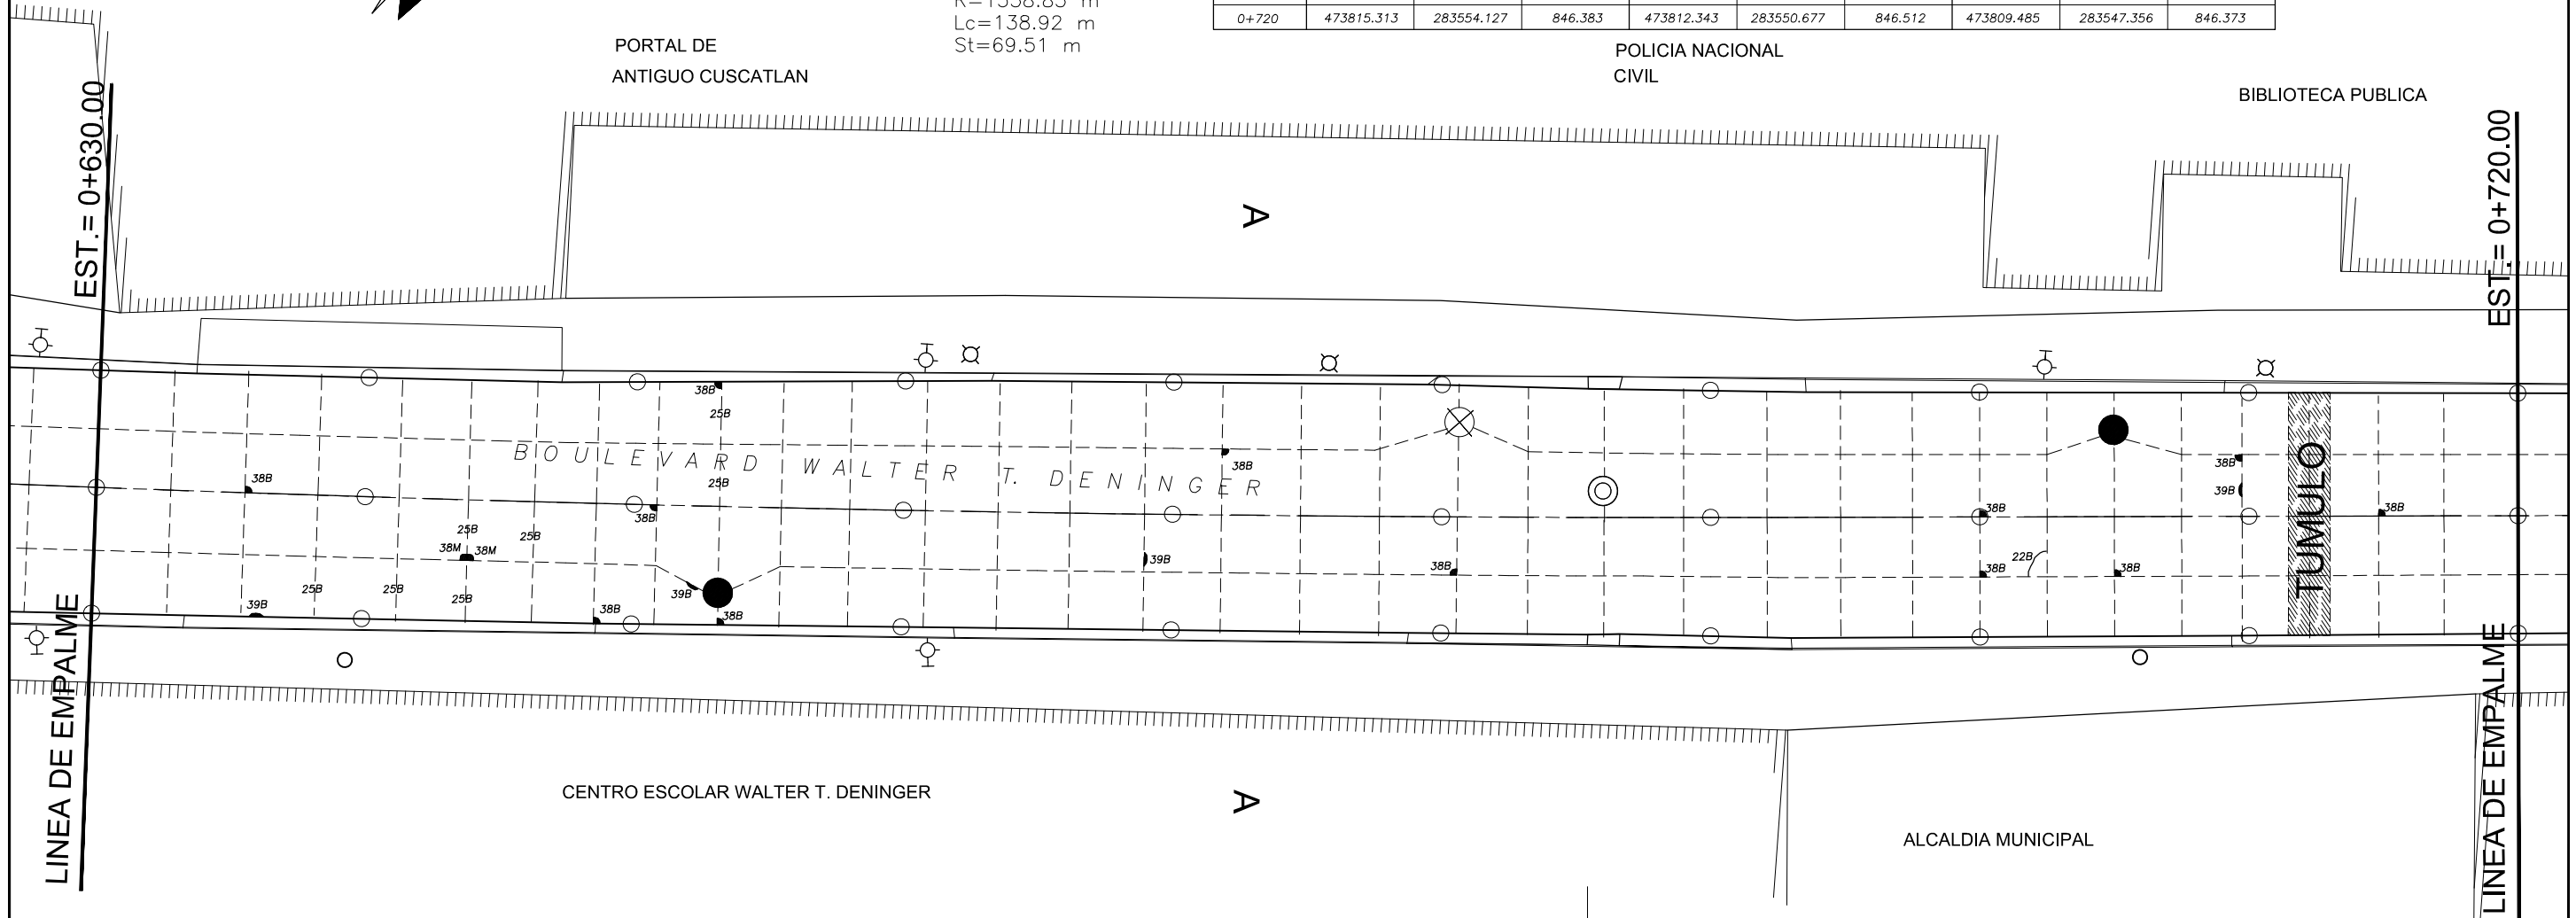 Lc=138.92 m
St=69.51 m
0+720 473815.313 283554.127 846.383 473812.343 283550.677 846.512 473809.485 283547.356 846.373
PORTAL DE
ANTIGUO CUSCATLAN
POLICIA NACIONAL
CIVIL
BIBLIOTECA PUBLICA
EST.= 0+630.00
EST.= 0+720.00
A
38B
25B
BOULEVARD WALTER T. DENINGER
38B
38B
39B
38B
25B
38B
38B
38B
25B
25B
38M
38M
39B
38B
22B
38B
38B
25B
25B
25B
39B
39B
38B
38B
TUMULO
LINEA DE EMPALME
LINEA DE EMPALME
CENTRO ESCOLAR WALTER T. DENINGER
A
ALCALDIA MUNICIPAL